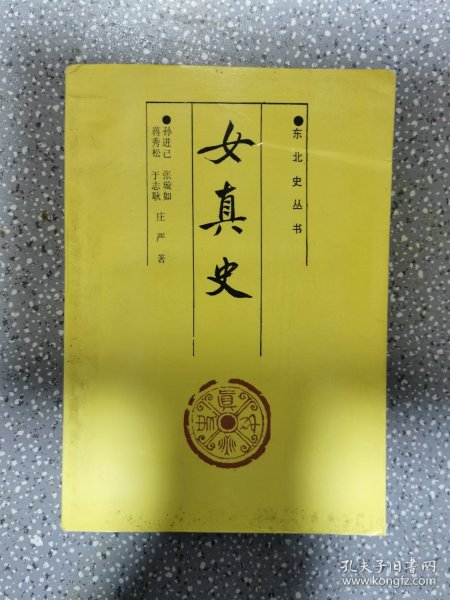 东北史丛书
女真史
孙进己 张璇如
蒋秀松 于志耿 庄严 著
孔夫子旧书网
www.kongfz.com